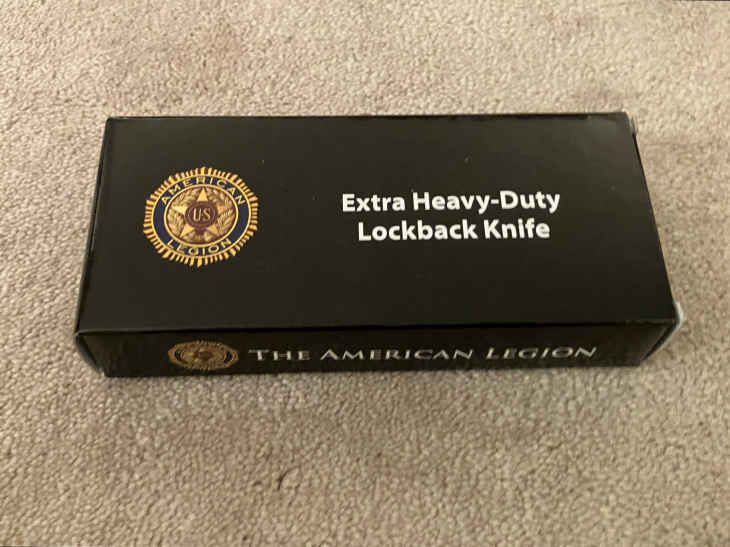 AMERICAN
US
LEGION
Extra Heavy-Duty
Lockback Knife
THE AMERICAN LEGION